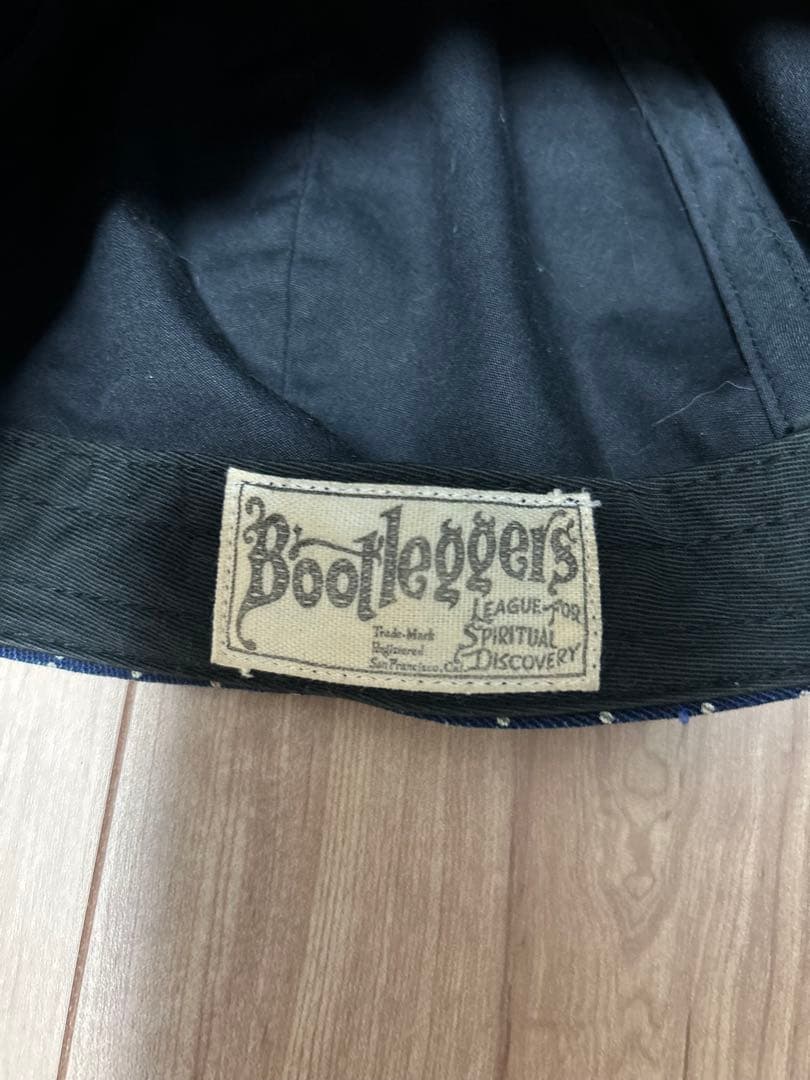 Bootleggers
LEAGUE-FOR
SPIRITUAL
DISCOVERY
Trade-Mark
Registered
San Francisco, Cal.